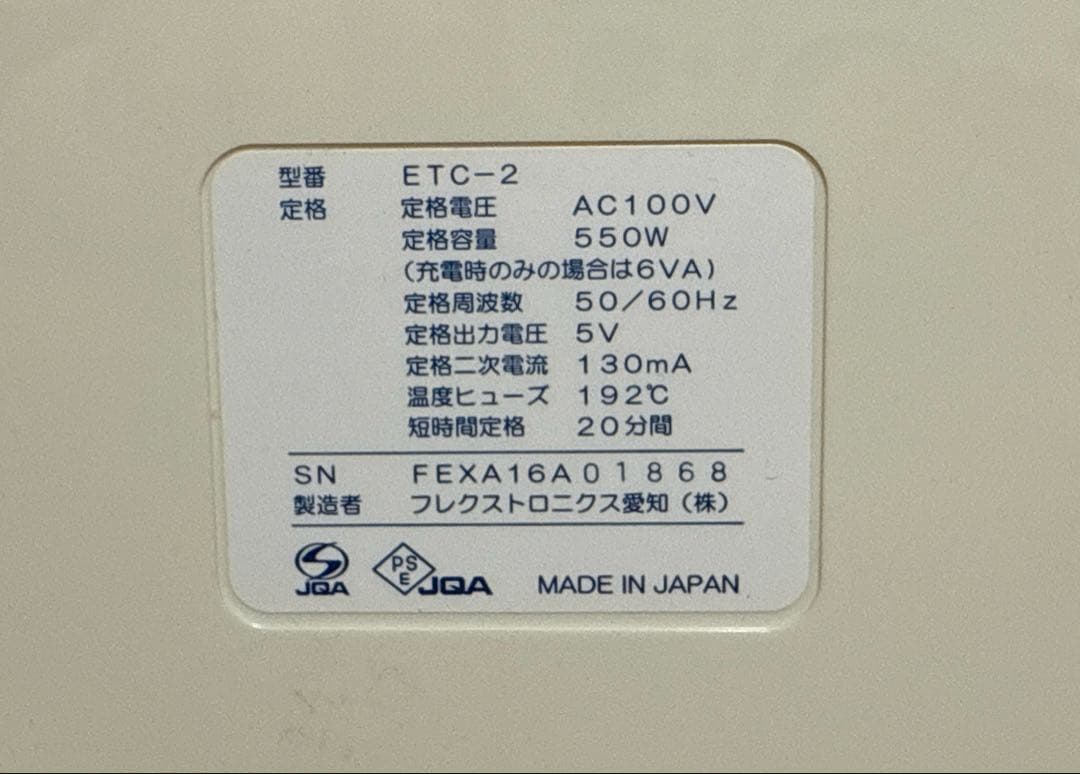 型番 ETC-2
定格 定格電圧 AC100V
定格容量 550W
(充電時のみの場合は6VA)
定格周波数 50/60Hz
定格出力電圧 5V
定格二次電流 130mA
温度ヒューズ 192℃
短時間定格 20分間
SN FEXA16A01868
製造者 フレクストロニクス愛知(株)
JQA PSE JQA MADE IN JAPAN